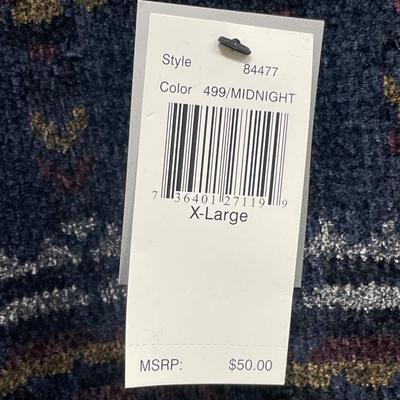 Style 84477
Color 499/MIDNIGHT
7 36401 27119 9
X-Large
MSRP: $50.00